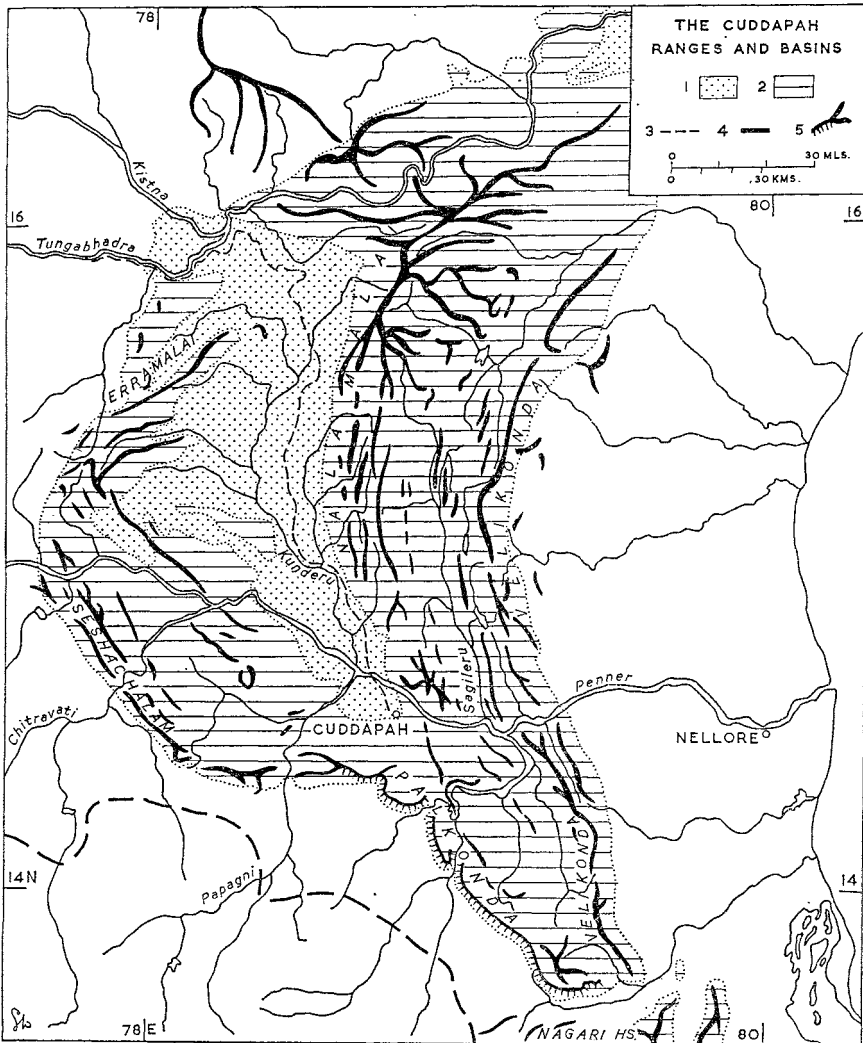 78
THE CUDDAPAH
RANGES AND BASINS
1 2
3 4 5
0 30 MLS.
0 30 KMS.
Kistna
80
16
16
Tungabhadra
ERRAMALAI
NALAMALAI
VELIKONDA
Kunderu
SESHACHALAM
Sagileru
Penner
Chitravati
CUDDAPAH
NELLORE
PALKONDA
VELIKONDA
14N
14
Papagni
78 E
NAGARI HS.
80